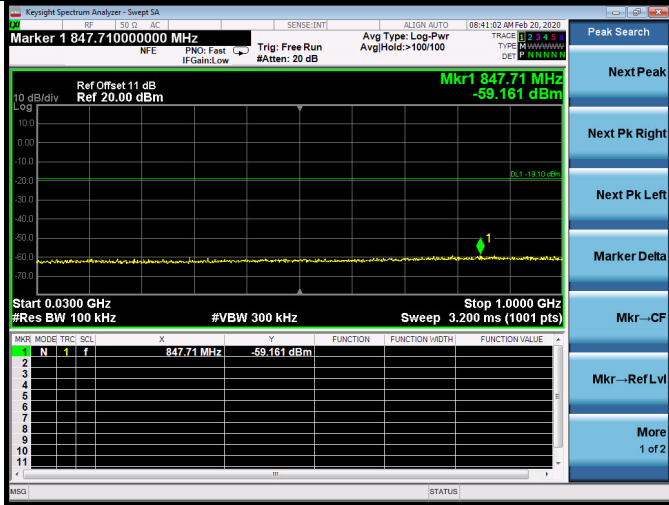 Keysight Spectrum Analyzer - Swept SA
RF 50 Ω AC SENSE:INT ALIGN AUTO 08:41:02 AM Feb 20, 2020
Marker 1 847.710000000 MHz
NFE PNO: Fast IFGain:Low
Trig: Free Run #Atten: 20 dB
Avg Type: Log-Pwr Avg|Hold:>100/100
TRACE 1 2 3 4 5 6
TYPE M WWWWW
DET P N N N N N
Peak Search
Mkr1 847.71 MHz
-59.161 dBm
Ref Offset 11 dB
10 dB/div Ref 20.00 dBm
Log
10.0
0.00
-10.0
DL1 -19.10 dBm
-20.0
-30.0
-40.0
-50.0
1
-60.0
-70.0
Start 0.0300 GHz Stop 1.0000 GHz
#Res BW 100 kHz #VBW 300 kHz Sweep 3.200 ms (1001 pts)
MKR MODE TRC SCL X Y FUNCTION FUNCTION WIDTH FUNCTION VALUE
1 N 1 f 847.71 MHz -59.161 dBm
2
3
4
5
6
7
8
9
10
11
MSG STATUS
Next Peak
Next Pk Right
Next Pk Left
Marker Delta
Mkr→CF
Mkr→Ref Lvl
More
1 of 2